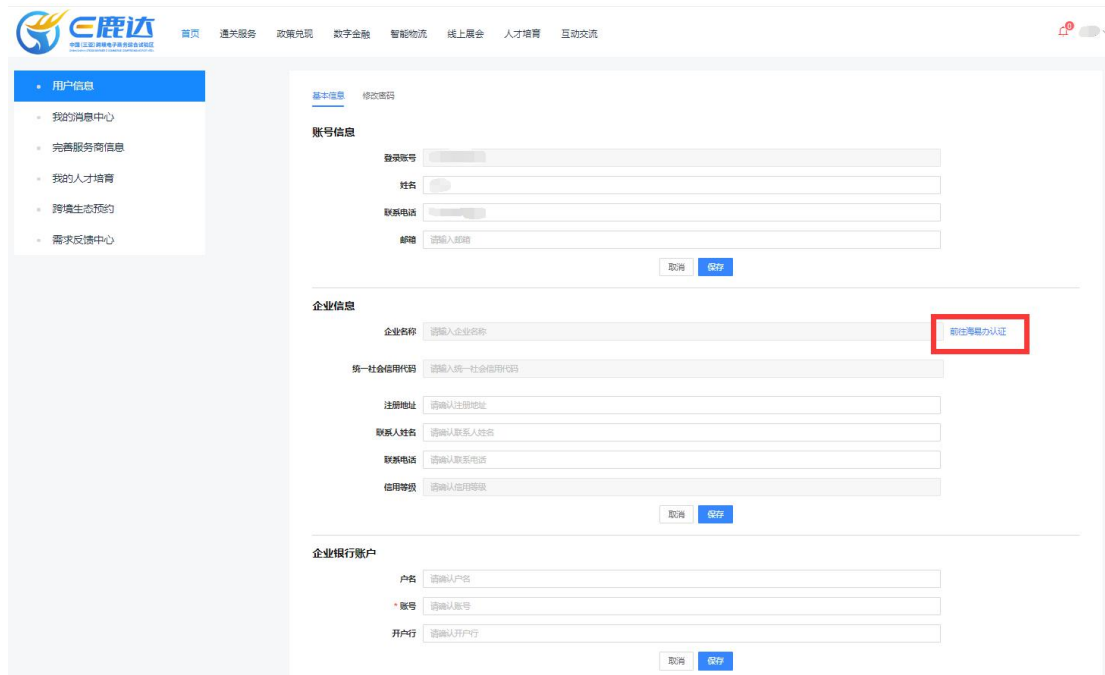 E鹿达
中国(三亚)跨境电子商务综合试验区
首页 通关服务 政策兑现 数字金融 智能物流 线上展会 人才培育 互动交流
0
用户信息
我的消息中心
完善服务商信息
我的人才培育
跨境生态预约
需求反馈中心
基本信息 修改密码
账号信息
登录账号
姓名
联系电话
邮箱 请输入邮箱
取消 保存
企业信息
企业名称 请输入企业名称 前往海易办认证
统一社会信用代码 请输入统一社会信用代码
注册地址 请确认注册地址
联系人姓名 请确认联系人姓名
联系电话 请确认联系电话
信用等级 请确认信用等级
取消 保存
企业银行账户
户名 请确认户名
* 账号 请确认账号
开户行 请确认开户行
取消 保存